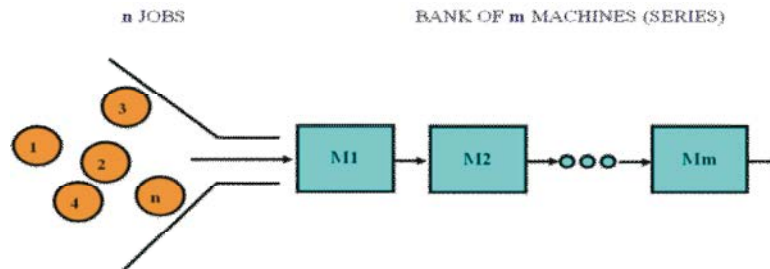 n JOBS
BANK OF m MACHINES (SERIES)
3
1
2
4
n
M1
M2
Mm